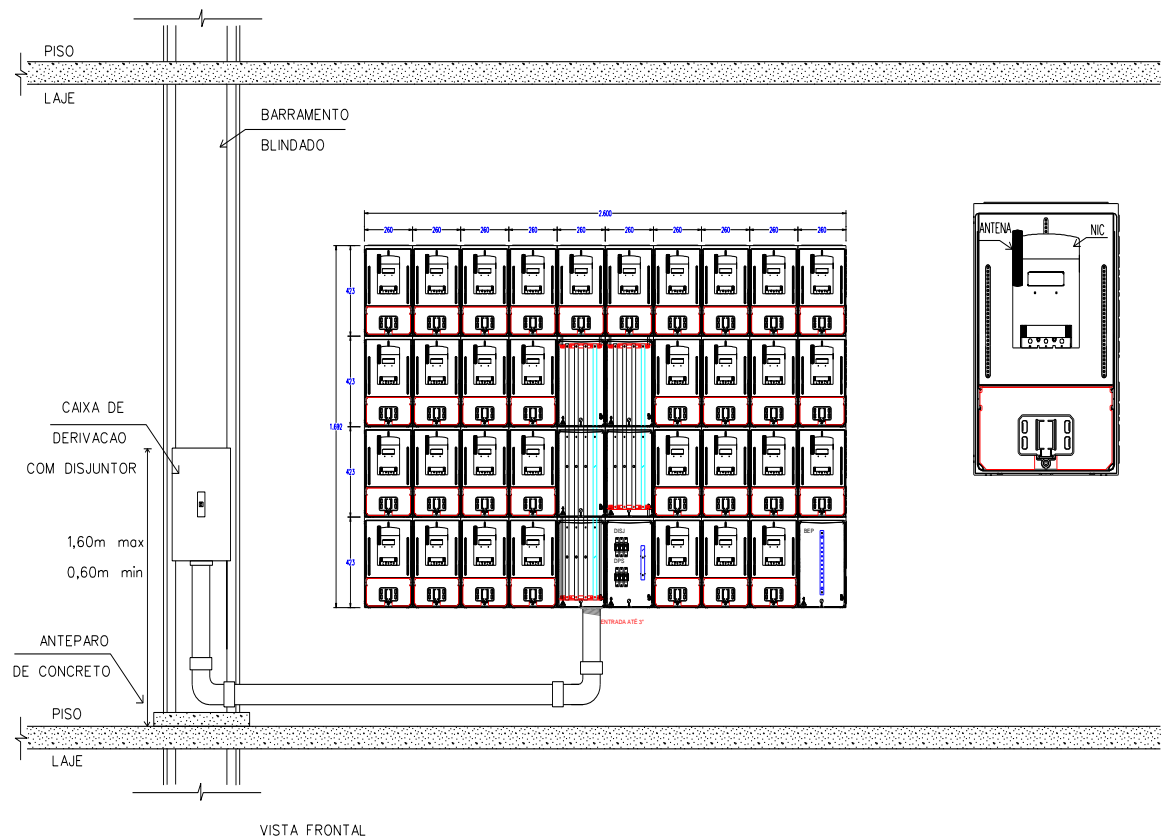 PISO
LAJE
BARRAMENTO
BLINDADO
2.600
260 260 260 260 260 260 260 260 260 260
ANTENA
NIC
423
423
1.692
423
423
CAIXA DE
DERIVACAO
COM DISJUNTOR
1,60m max
0,60m min
DISJ
DPS
BEP
ENTRADA ATÉ 3"
ANTEPARO
DE CONCRETO
PISO
LAJE
VISTA FRONTAL